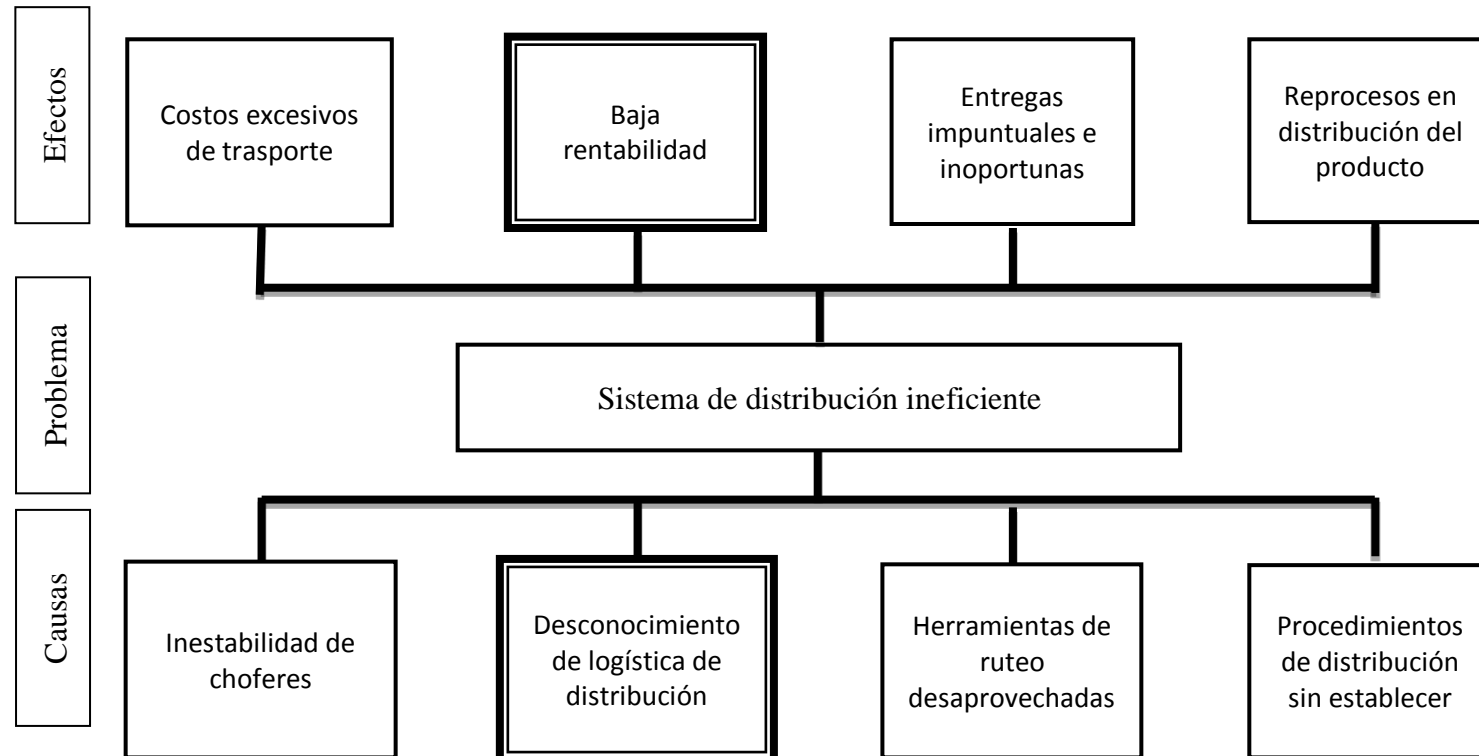 Efectos
Costos excesivos
de trasporte
Baja
rentabilidad
Entregas
impuntuales e
inoportunas
Reprocesos en
distribución del
producto
Problema
Sistema de distribución ineficiente
Causas
Inestabilidad de
choferes
Desconocimiento
de logística de
distribución
Herramientas de
ruteo
desaprovechadas
Procedimientos
de distribución
sin establecer